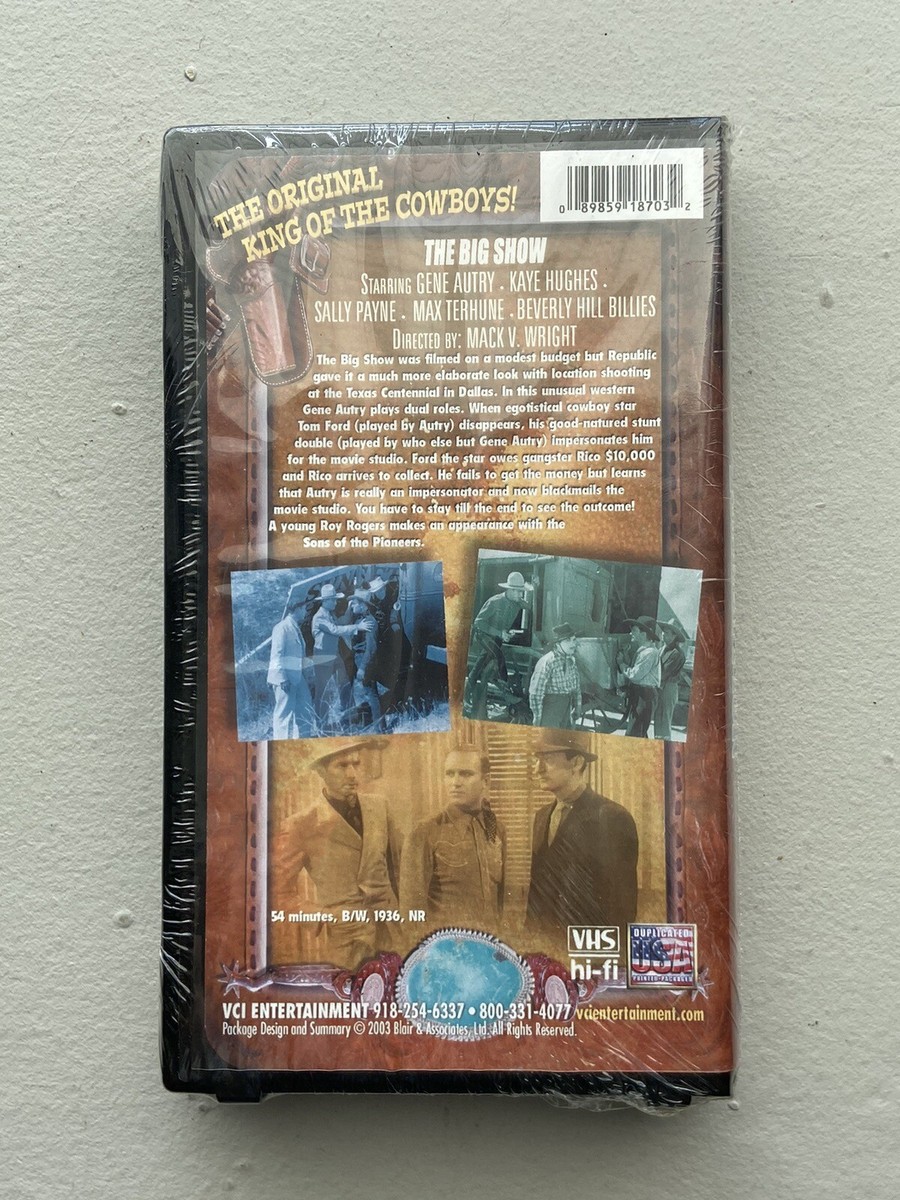 THE ORIGINAL
KING OF THE COWBOYS!
0 89859 18703 2
THE BIG SHOW
STARRING GENE AUTRY • KAYE HUGHES •
SALLY PAYNE • MAX TERHUNE • BEVERLY HILL BILLIES
DIRECTED BY: MACK V. WRIGHT
The Big Show was filmed on a modest budget but Republic
gave it a much more elaborate look with location shooting
at the Texas Centennial in Dallas. In this unusual western
Gene Autry plays dual roles. When egotistical cowboy star
Tom Ford (played by Autry) disappears, his good-natured stunt
double (played by who else but Gene Autry) impersonates him
for the movie studio. Ford the star owes gangster Rico $10,000
and Rico arrives to collect. He fails to get the money but learns
that Autry is really an impersonator and now blackmails the
movie studio. You have to stay till the end to see the outcome!
A young Roy Rogers makes an appearance with the
Sons of the Pioneers.
54 minutes, B/W, 1936, NR
VHS
hi-fi
DUPLICATED
USA
PRINTED • PACKAGED
VCI ENTERTAINMENT 918-254-6337 • 800-331-4077 vcientertainment.com
Package Design and Summary © 2003 Blair & Associates, Ltd. All Rights Reserved.